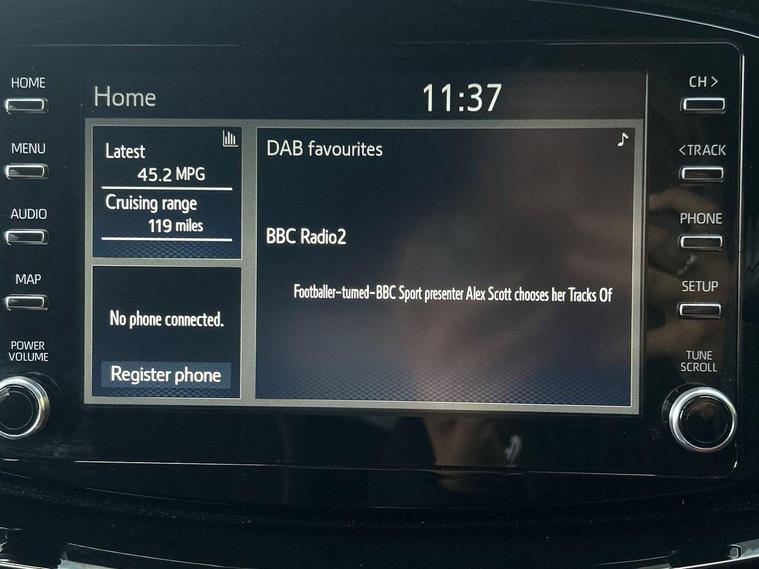 HOME
MENU
AUDIO
MAP
POWER
VOLUME
Home
11:37
Latest
45.2 MPG
Cruising range
119 miles
No phone connected.
Register phone
DAB favourites
BBC Radio2
Footballer-turned-BBC Sport presenter Alex Scott chooses her Tracks Of
CH >
< TRACK
PHONE
SETUP
TUNE
SCROLL